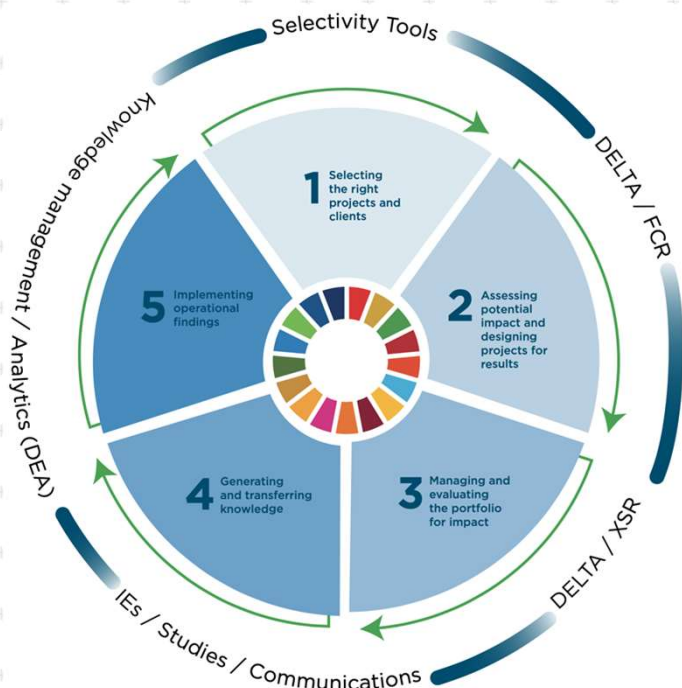 Selectivity Tools
DELTA / FCR
DELTA / XSR
IEs / Studies / Communications
Knowledge management / Analytics (DEA)
1 Selecting
the right
projects and
clients
2 Assessing
potential
impact and
designing
projects for
results
3 Managing and
evaluating
the portfolio
for impact
4 Generating
and transferring
knowledge
5 Implementing
operational
findings